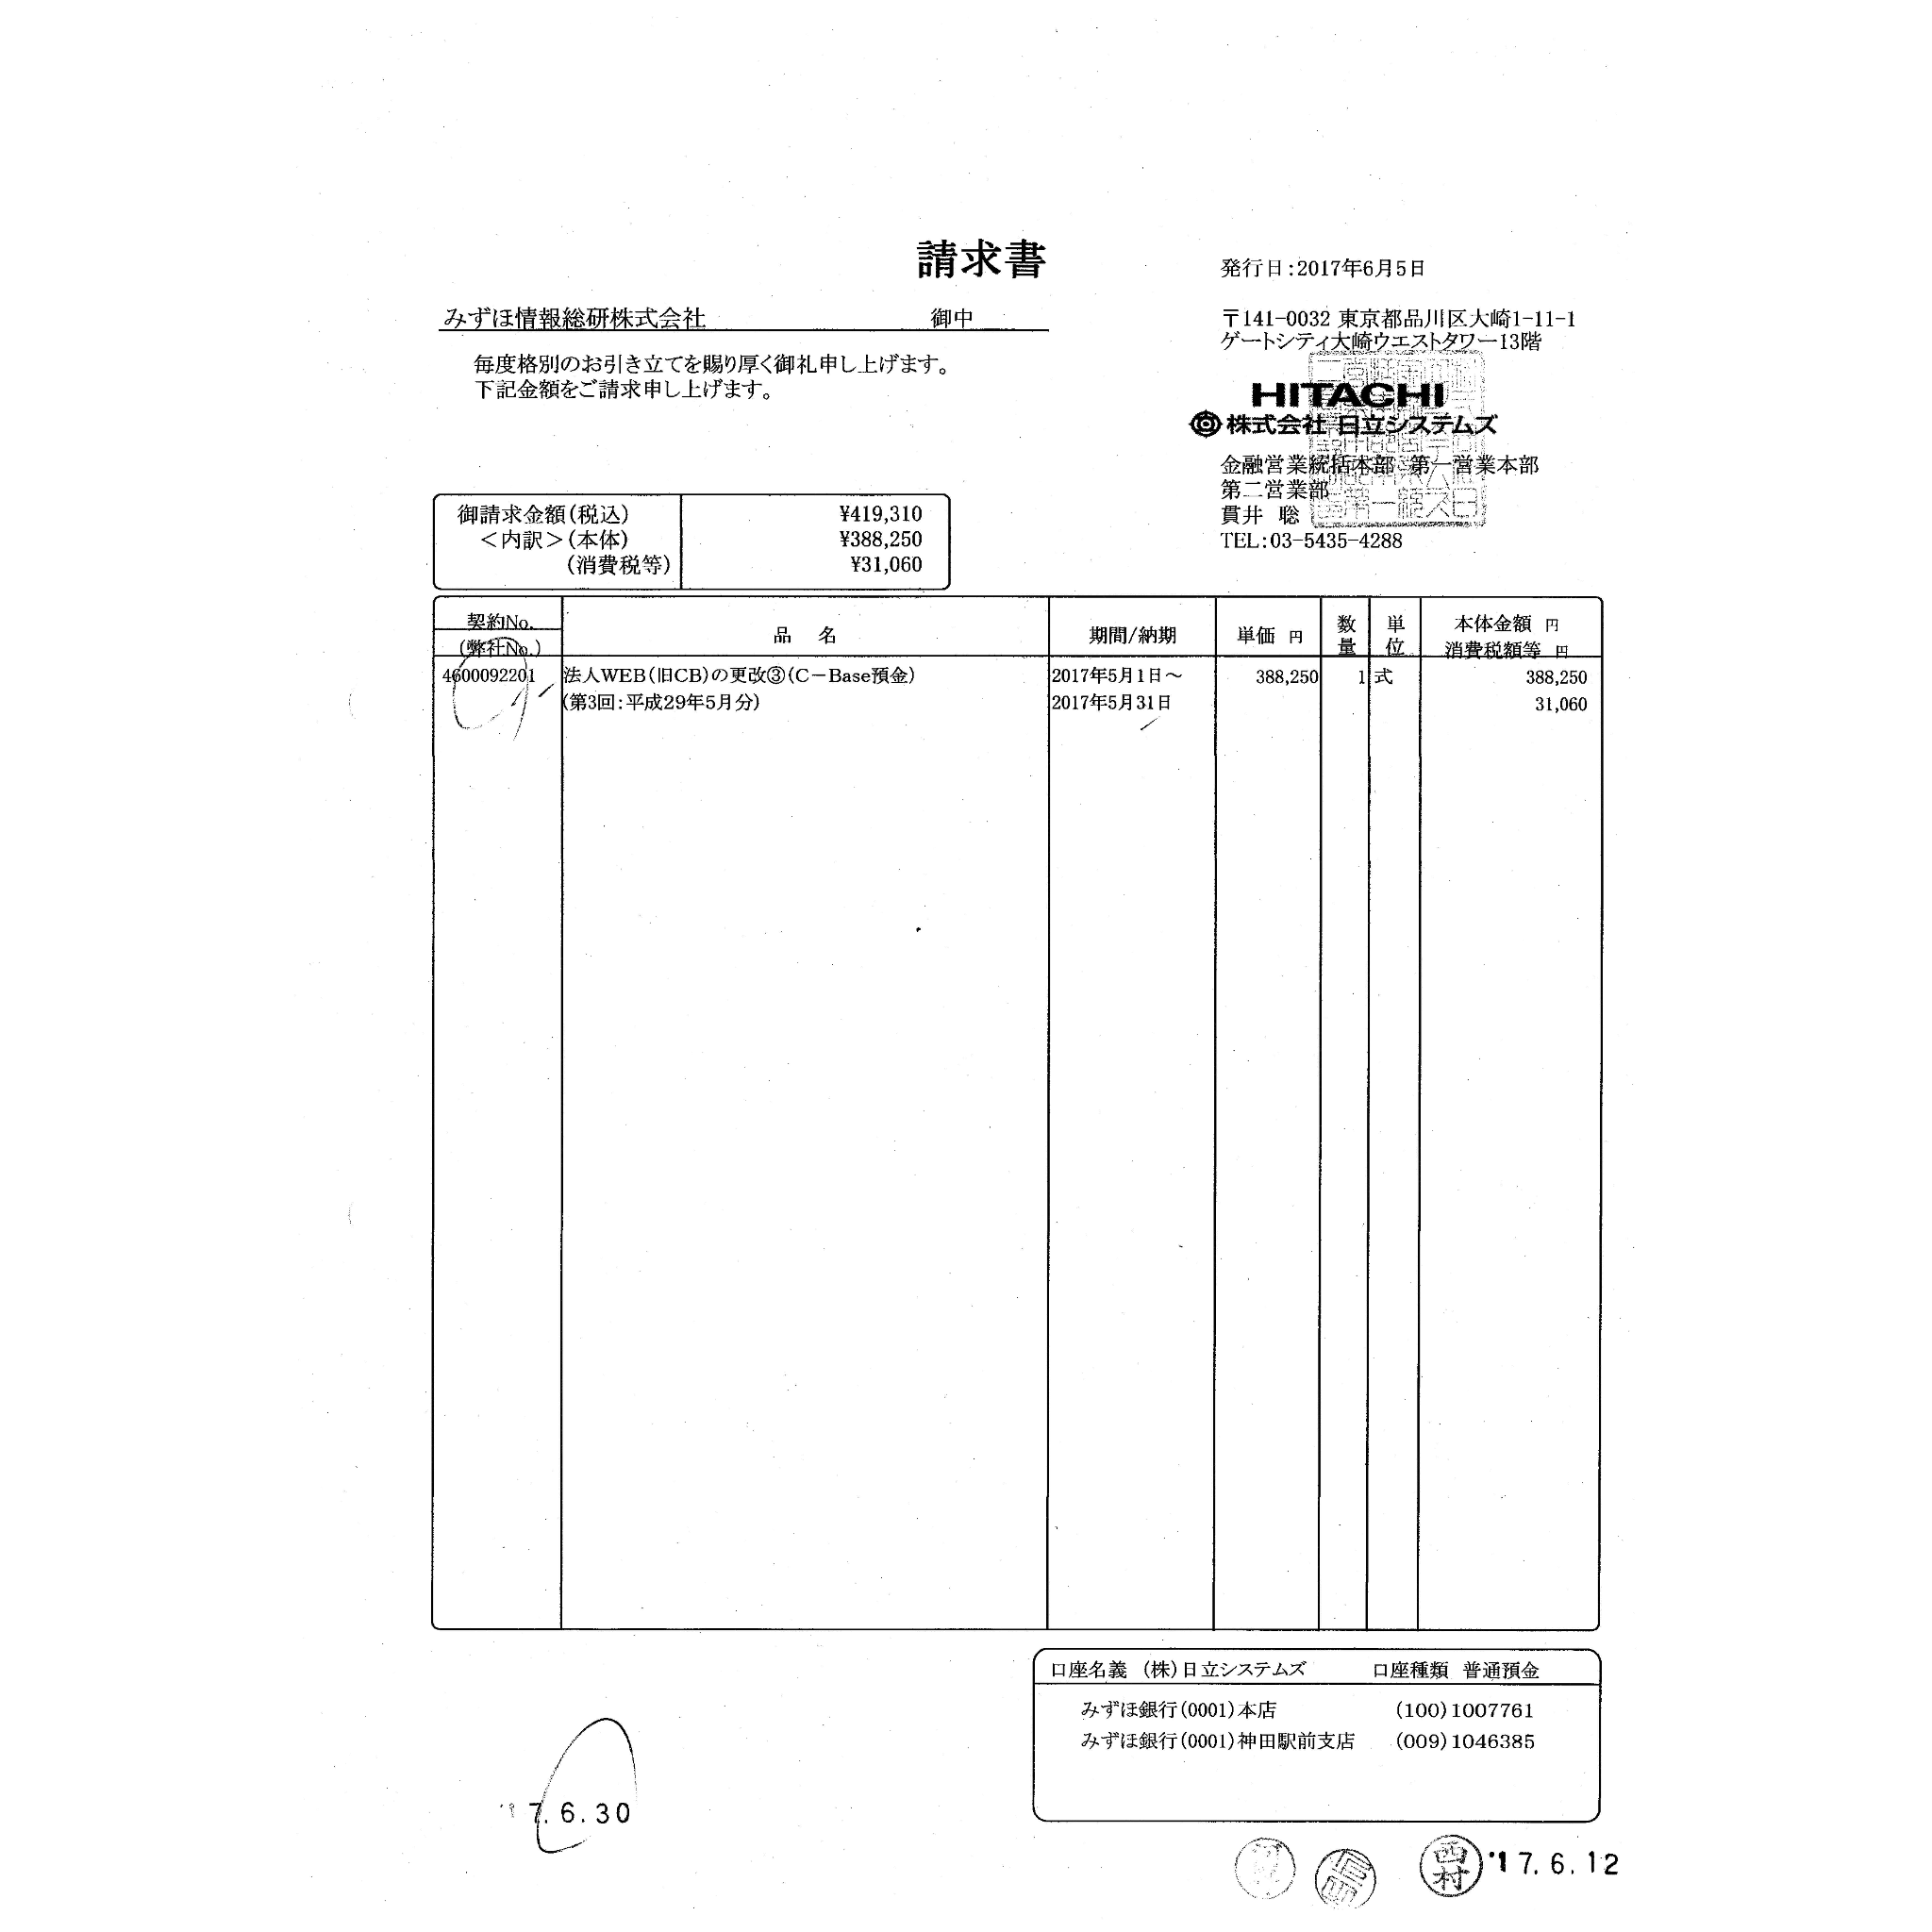 請求書
発行日:2017年6月5日
みずほ情報総研株式会社 御中
〒141-0032 東京都品川区大崎1-11-1
ゲートシティ大崎ウエストタワー13階
毎度格別のお引き立てを賜り厚く御礼申し上げます。
下記金額をご請求申し上げます。
HITACHI
株式会社 日立システムズ
金融営業統括本部 第一営業本部
第二営業部
貫井 聡
TEL:03-5435-4288
御請求金額(税込) ¥419,310
<内訳>(本体) ¥388,250
(消費税等) ¥31,060
契約No. (弊社No.) 品 名 期間/納期 単価 円 数量 単位 本体金額 円 消費税額等 円
4600092201 法人WEB(旧CB)の更改③(C-Base預金) 2017年5月1日~ 388,250 1 式 388,250
(第3回:平成29年5月分) 2017年5月31日 31,060
口座名義 (株)日立システムズ 口座種類 普通預金
みずほ銀行(0001)本店 (100)1007761
みずほ銀行(0001)神田駅前支店 (009)1046385
'17.6.30
西村 '17.6.12